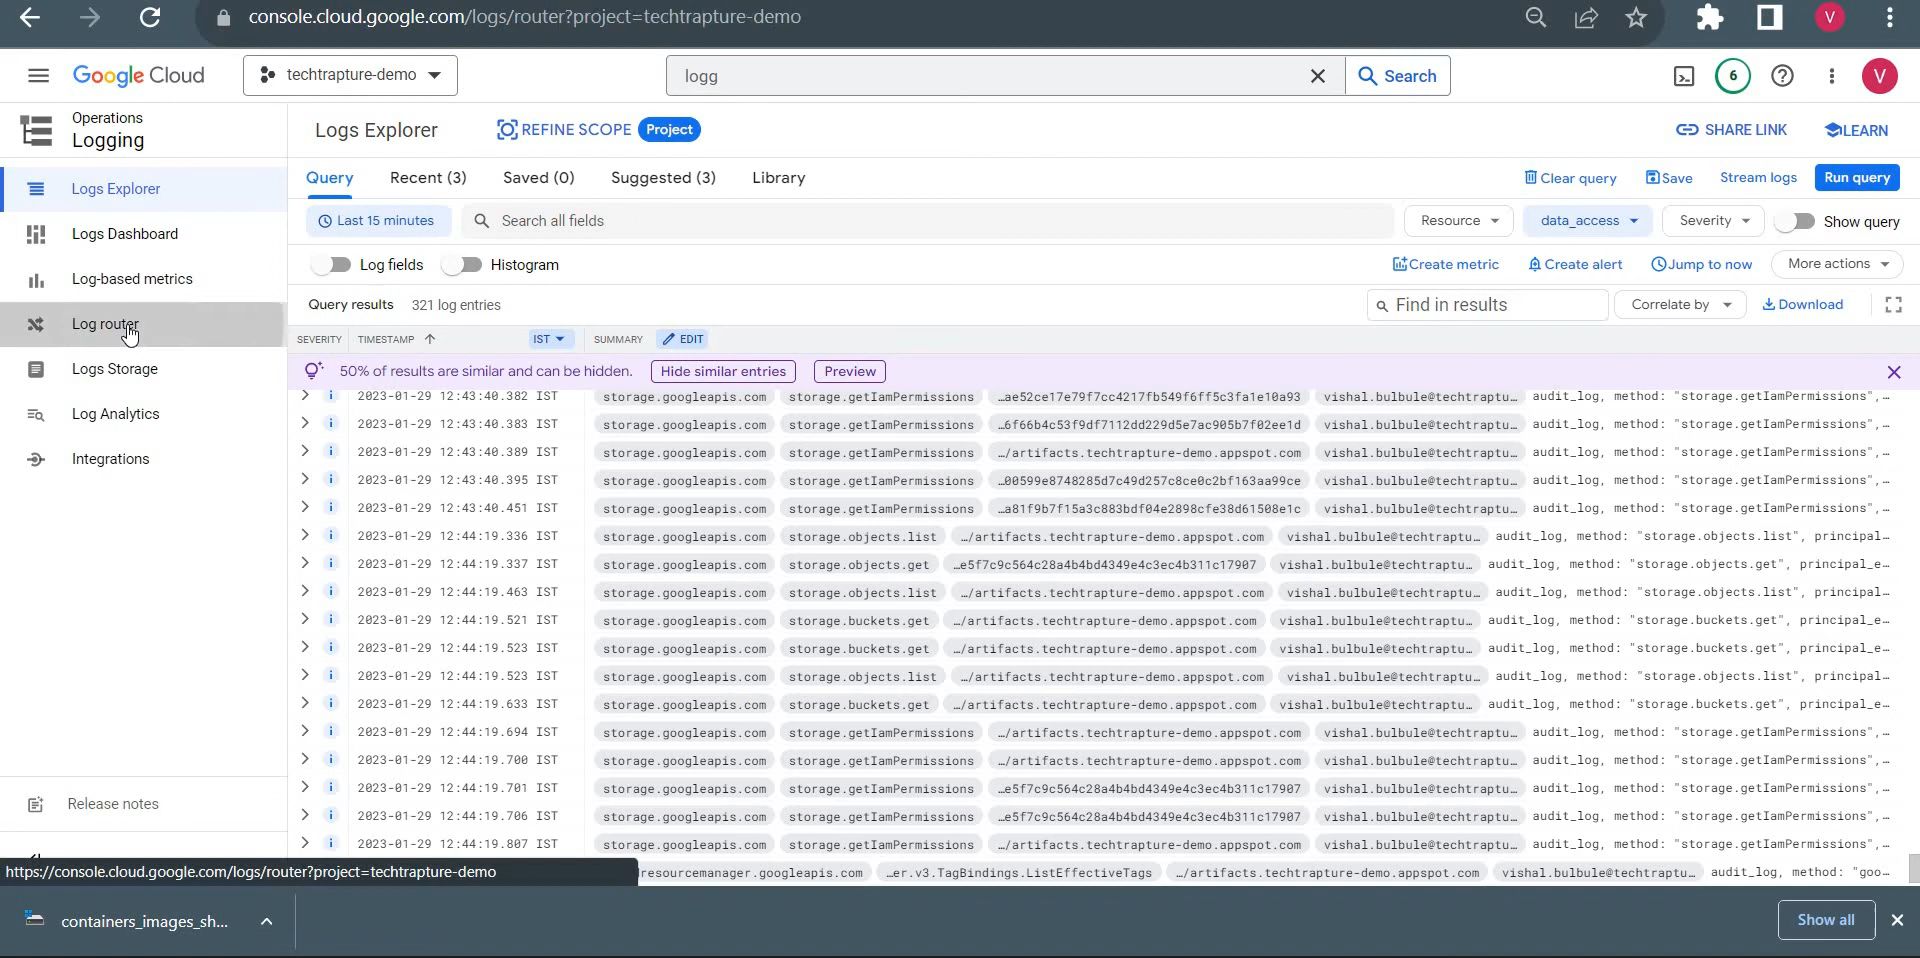 console.cloud.google.com/logs/router?project=techtrapture-demo
V
Google Cloud
techtrapture-demo
logg
Search
6
V
Operations
Logging
Logs Explorer
REFINE SCOPE
Project
SHARE LINK
LEARN
Logs Explorer
Logs Dashboard
Log-based metrics
Log router
Logs Storage
Log Analytics
Integrations
Release notes
Query
Recent (3)
Saved (0)
Suggested (3)
Library
Clear query
Save
Stream logs
Run query
Last 15 minutes
Search all fields
Resource
data_access
Severity
Show query
Log fields
Histogram
Create metric
Create alert
Jump to now
More actions
Query results 321 log entries
Find in results
Correlate by
Download
SEVERITY TIMESTAMP IST SUMMARY EDIT
50% of results are similar and can be hidden. Hide similar entries Preview
2023-01-29 12:43:40.382 IST storage.googleapis.com storage.getIamPermissions …ae52ce17e79f7cc4217fb549f6ff5c3fa1e10a93 vishal.bulbule@techtraptu… audit_log, method: "storage.getIamPermissions",…
2023-01-29 12:43:40.383 IST storage.googleapis.com storage.getIamPermissions …6f66b4c53f9df7112dd229d5e7ac905b7f02ee1d vishal.bulbule@techtraptu… audit_log, method: "storage.getIamPermissions",…
2023-01-29 12:43:40.389 IST storage.googleapis.com storage.getIamPermissions …/artifacts.techtrapture-demo.appspot.com vishal.bulbule@techtraptu… audit_log, method: "storage.getIamPermissions",…
2023-01-29 12:43:40.395 IST storage.googleapis.com storage.getIamPermissions …00599e8748285d7c49d257c8ce0c2bf163aa99ce vishal.bulbule@techtraptu… audit_log, method: "storage.getIamPermissions",…
2023-01-29 12:43:40.451 IST storage.googleapis.com storage.getIamPermissions …a81f9b7f15a3c883bdf04e2898cfe38d61508e1c vishal.bulbule@techtraptu… audit_log, method: "storage.getIamPermissions",…
2023-01-29 12:44:19.336 IST storage.googleapis.com storage.objects.list …/artifacts.techtrapture-demo.appspot.com vishal.bulbule@techtraptu… audit_log, method: "storage.objects.list", principal…
2023-01-29 12:44:19.337 IST storage.googleapis.com storage.objects.get …e5f7c9c564c28a4b4bd4349e4c3ec4b311c17907 vishal.bulbule@techtraptu… audit_log, method: "storage.objects.get", principal_e…
2023-01-29 12:44:19.463 IST storage.googleapis.com storage.objects.list …/artifacts.techtrapture-demo.appspot.com vishal.bulbule@techtraptu… audit_log, method: "storage.objects.list", principal…
2023-01-29 12:44:19.521 IST storage.googleapis.com storage.buckets.get …/artifacts.techtrapture-demo.appspot.com vishal.bulbule@techtraptu… audit_log, method: "storage.buckets.get", principal_e…
2023-01-29 12:44:19.523 IST storage.googleapis.com storage.buckets.get …/artifacts.techtrapture-demo.appspot.com vishal.bulbule@techtraptu… audit_log, method: "storage.buckets.get", principal_e…
2023-01-29 12:44:19.523 IST storage.googleapis.com storage.objects.list …/artifacts.techtrapture-demo.appspot.com vishal.bulbule@techtraptu… audit_log, method: "storage.objects.list", principal…
2023-01-29 12:44:19.633 IST storage.googleapis.com storage.buckets.get …/artifacts.techtrapture-demo.appspot.com vishal.bulbule@techtraptu… audit_log, method: "storage.buckets.get", principal_e…
2023-01-29 12:44:19.694 IST storage.googleapis.com storage.getIamPermissions …/artifacts.techtrapture-demo.appspot.com vishal.bulbule@techtraptu… audit_log, method: "storage.getIamPermissions",…
2023-01-29 12:44:19.700 IST storage.googleapis.com storage.getIamPermissions …/artifacts.techtrapture-demo.appspot.com vishal.bulbule@techtraptu… audit_log, method: "storage.getIamPermissions",…
2023-01-29 12:44:19.701 IST storage.googleapis.com storage.getIamPermissions …e5f7c9c564c28a4b4bd4349e4c3ec4b311c17907 vishal.bulbule@techtraptu… audit_log, method: "storage.getIamPermissions",…
2023-01-29 12:44:19.706 IST storage.googleapis.com storage.getIamPermissions …e5f7c9c564c28a4b4bd4349e4c3ec4b311c17907 vishal.bulbule@techtraptu… audit_log, method: "storage.getIamPermissions",…
2023-01-29 12:44:19.807 IST storage.googleapis.com storage.getIamPermissions …/artifacts.techtrapture-demo.appspot.com vishal.bulbule@techtraptu… audit_log, method: "storage.getIamPermissions",…
https://console.cloud.google.com/logs/router?project=techtrapture-demo
resourcemanager.googleapis.com …er.v3.TagBindings.ListEffectiveTags …/artifacts.techtrapture-demo.appspot.com vishal.bulbule@techtraptu… audit_log, method: "goo…
containers_images_sh...
Show all